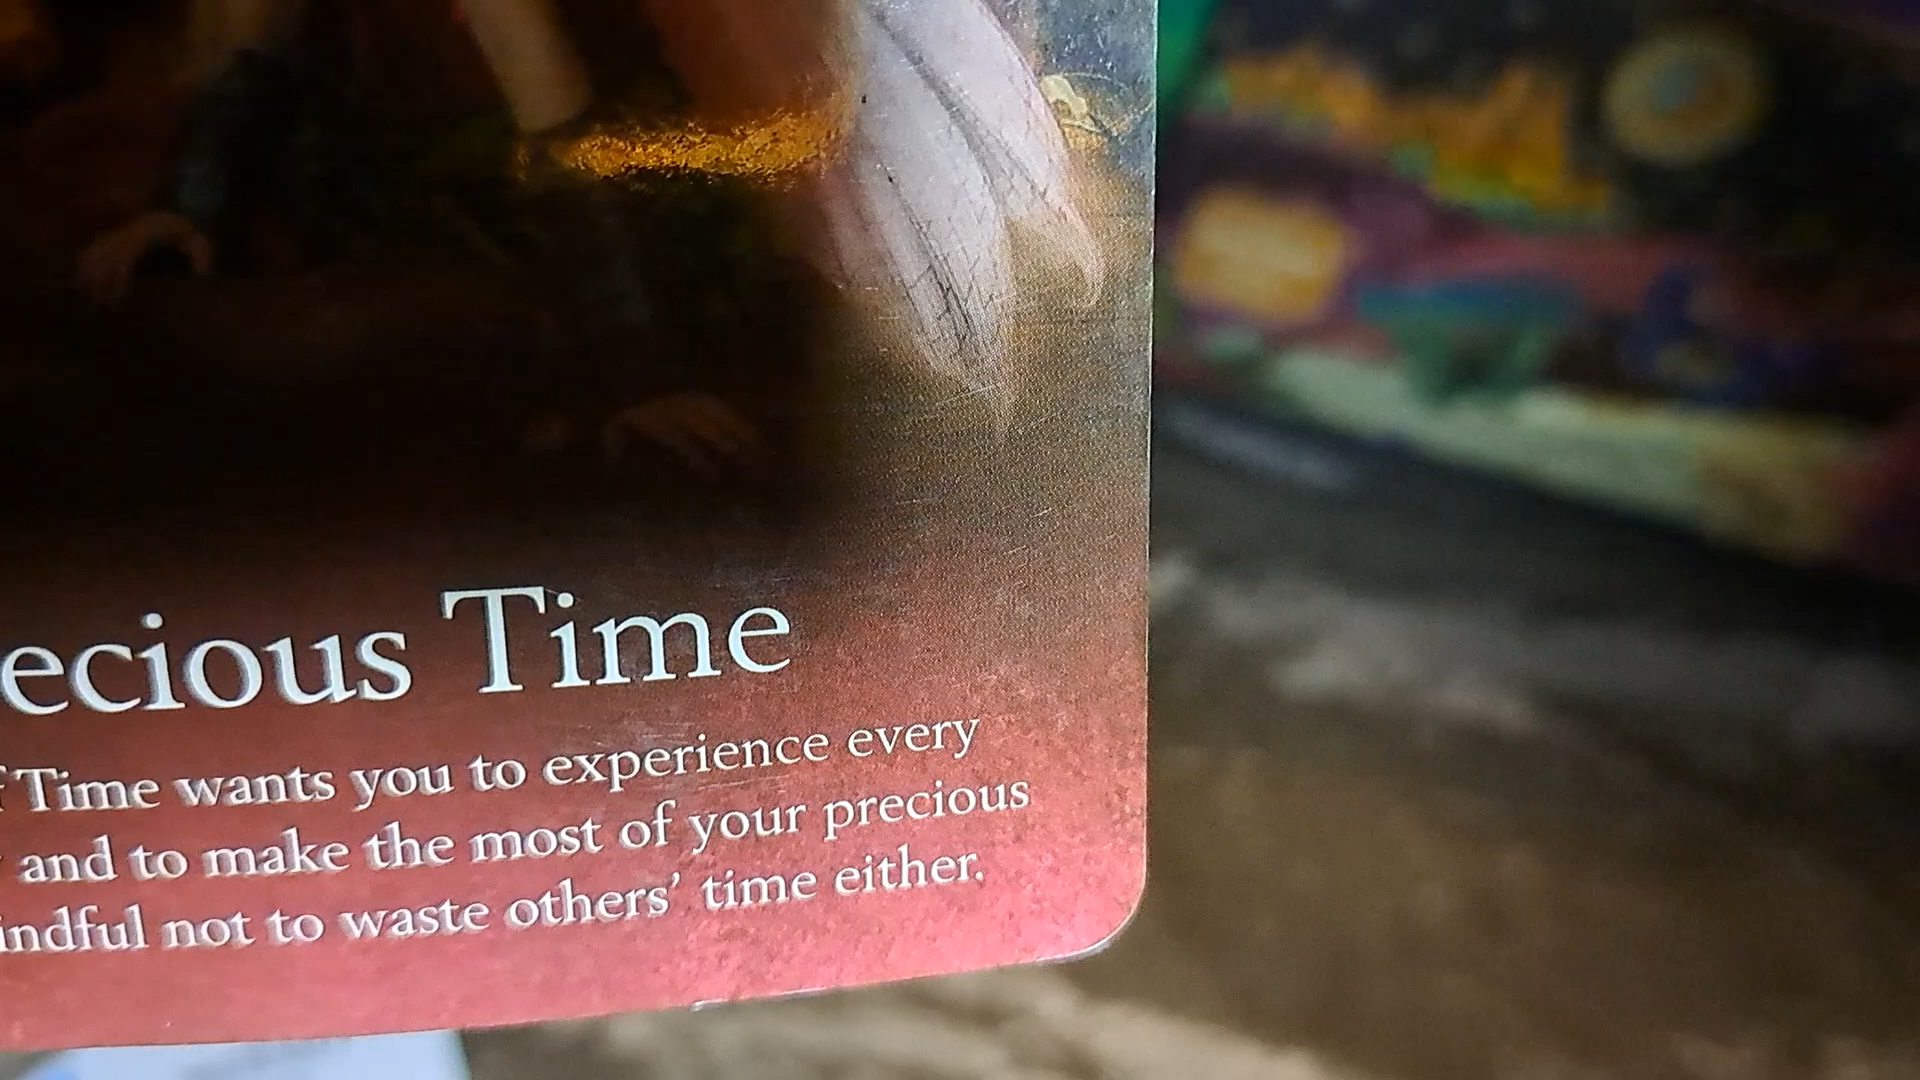 ecious Time
f Time wants you to experience every
and to make the most of your precious
indful not to waste others' time either.